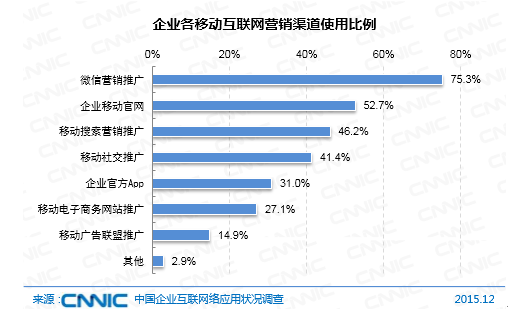 企业各移动互联网营销渠道使用比例
0% 20% 40% 60% 80%
微信营销推广 75.3%
企业移动官网 52.7%
移动搜索营销推广 46.2%
移动社交推广 41.4%
企业官方App 31.0%
移动电子商务网站推广 27.1%
移动广告联盟推广 14.9%
其他 2.9%
来源：CNNIC 中国企业互联网络应用状况调查 2015.12